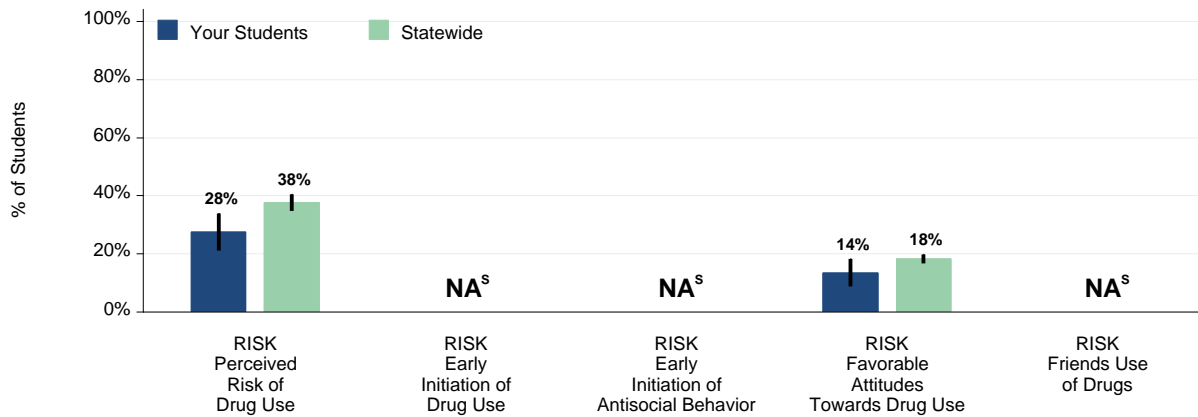 % of Students
100%
80%
60%
40%
20%
0%
Your Students
Statewide
28%
38%
NAˢ
NAˢ
14%
18%
NAˢ
RISK
Perceived
Risk of
Drug Use
RISK
Early
Initiation of
Drug Use
RISK
Early
Initiation of
Antisocial Behavior
RISK
Favorable
Attitudes
Towards Drug Use
RISK
Friends Use
of Drugs